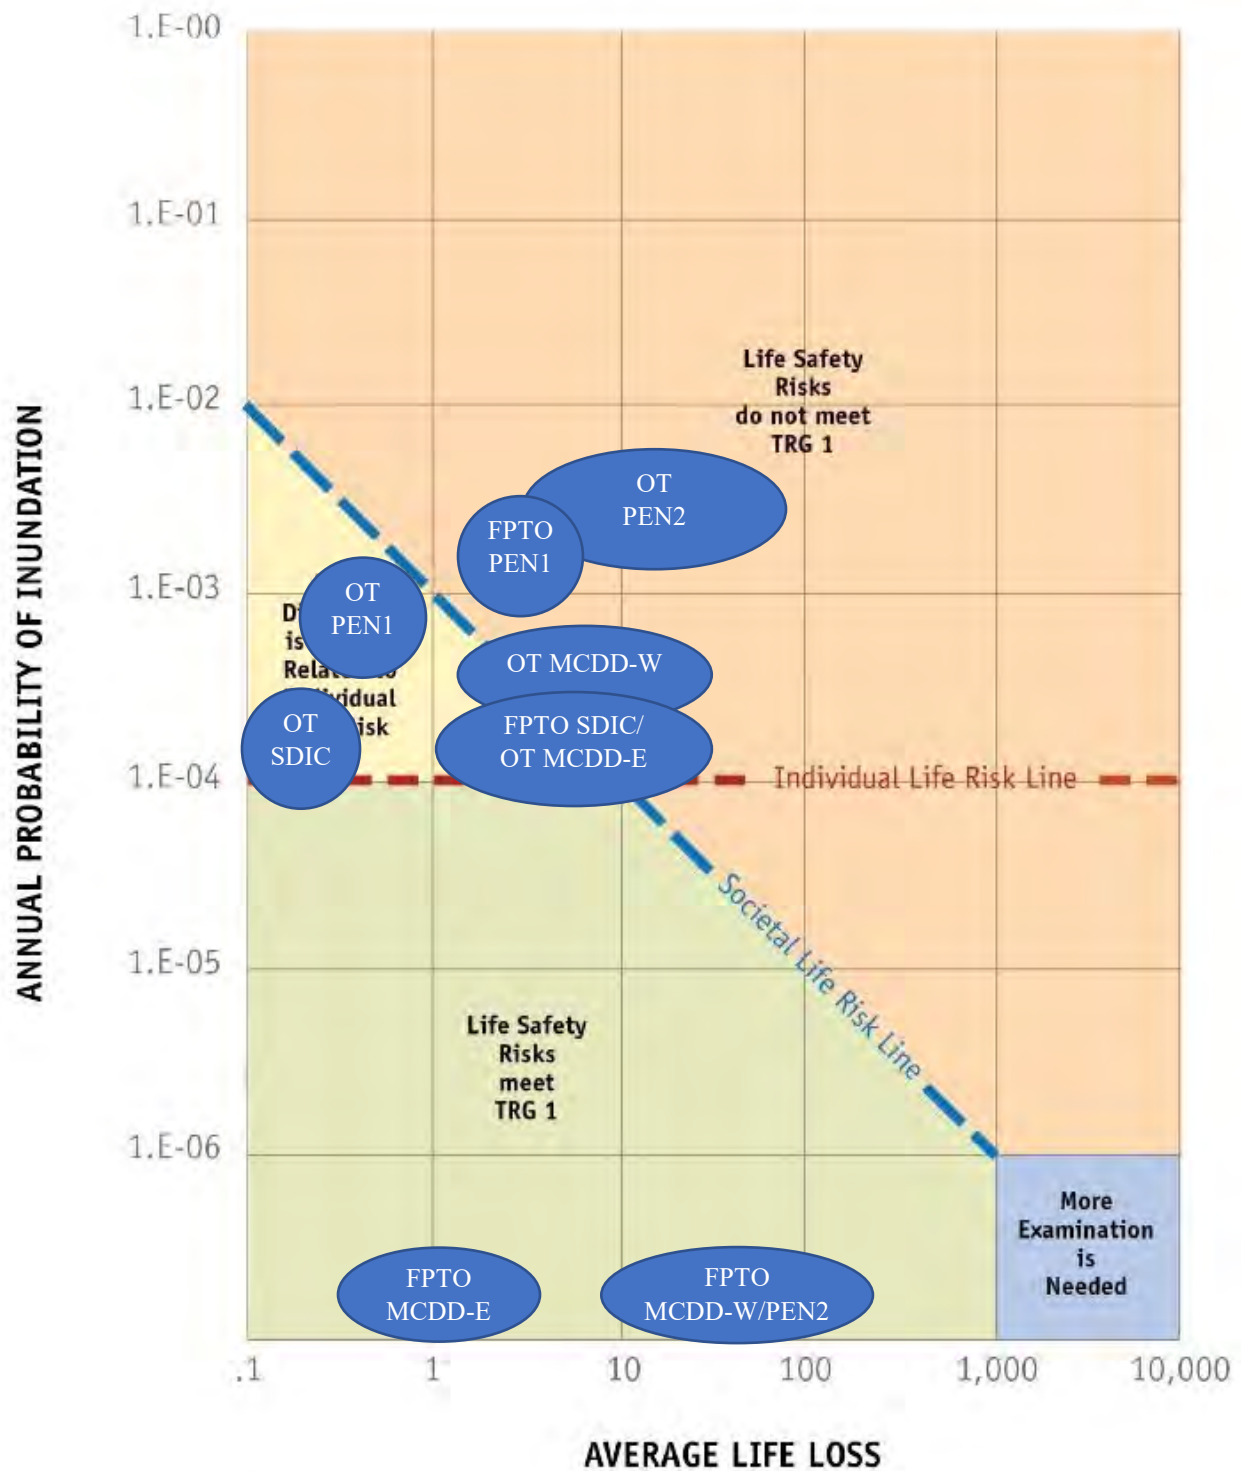 1.E-00
1.E-01
1.E-02
1.E-03
1.E-04
1.E-05
1.E-06
ANNUAL PROBABILITY OF INUNDATION
Life Safety
Risks
do not meet
TRG 1
OT
PEN2
FPTO
PEN1
OT
PEN1
is
OT MCDD-W
OT
SDIC
FPTO SDIC/
OT MCDD-E
Individual Life Risk Line
Societal Life Risk Line
Life Safety
Risks
meet
TRG 1
More
Examination
is
Needed
FPTO
MCDD-E
FPTO
MCDD-W/PEN2
.1
1
10
100
1,000
10,000
AVERAGE LIFE LOSS